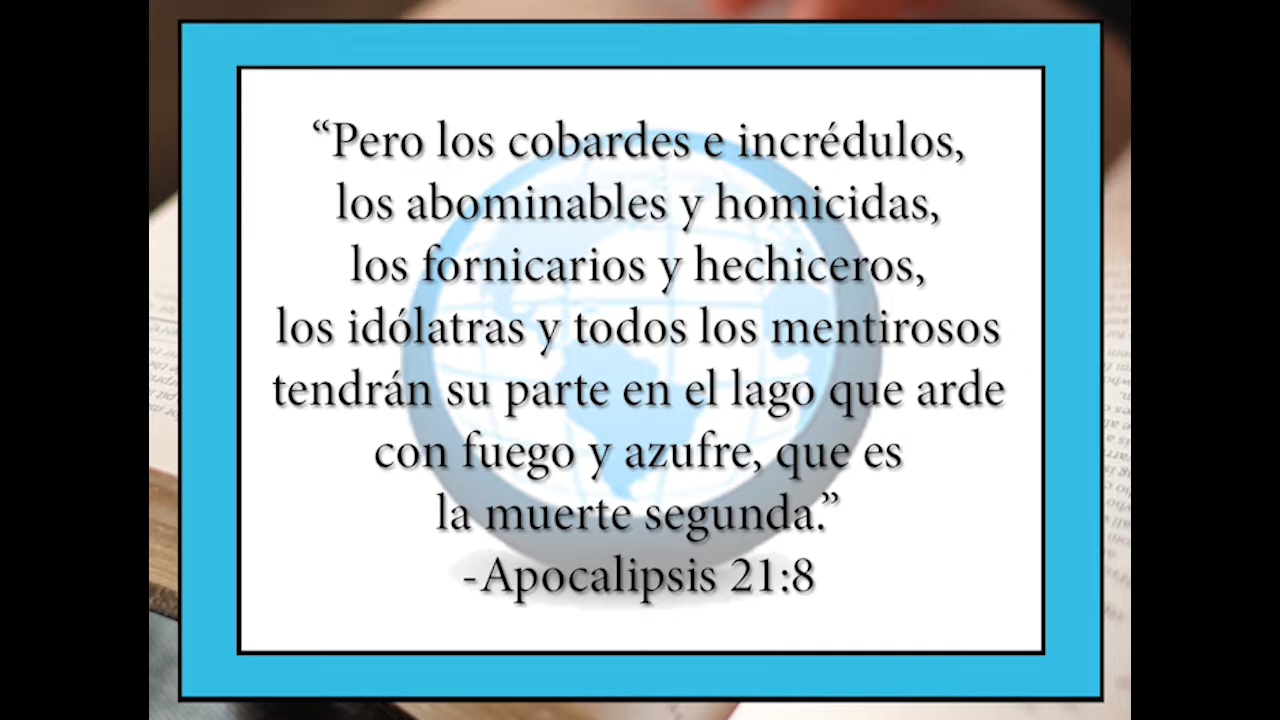 “Pero los cobardes e incrédulos,
los abominables y homicidas,
los fornicarios y hechiceros,
los idólatras y todos los mentirosos
tendrán su parte en el lago que arde
con fuego y azufre, que es
la muerte segunda.”
-Apocalipsis 21:8